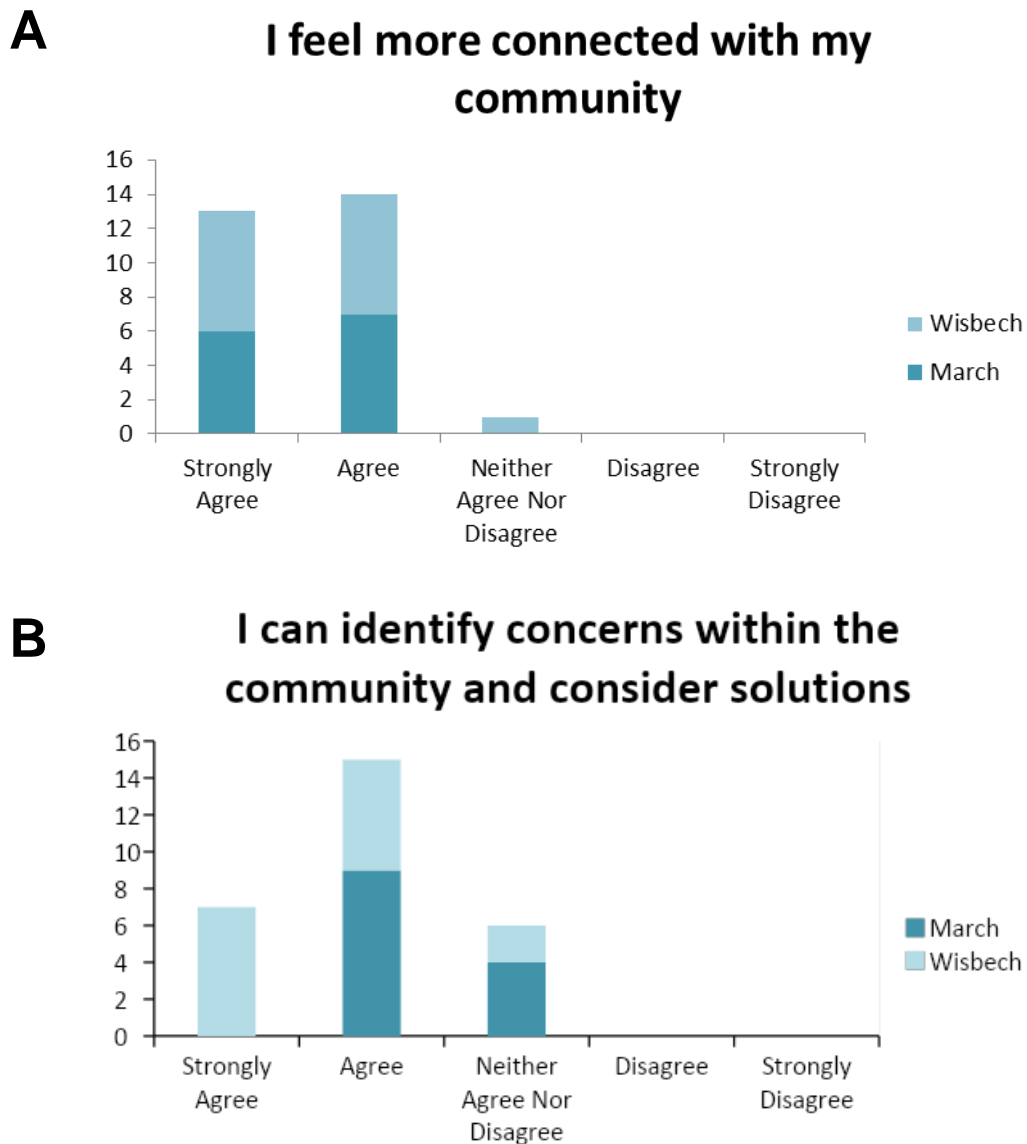 A
I feel more connected with my
community
16
14
12
10
8
6
4
2
0
Wisbech
March
Strongly
Agree
Agree
Neither
Agree Nor
Disagree
Disagree
Strongly
Disagree
B
I can identify concerns within the
community and consider solutions
16
14
12
10
8
6
4
2
0
March
Wisbech
Strongly
Agree
Agree
Neither
Agree Nor
Disagree
Disagree
Strongly
Disagree